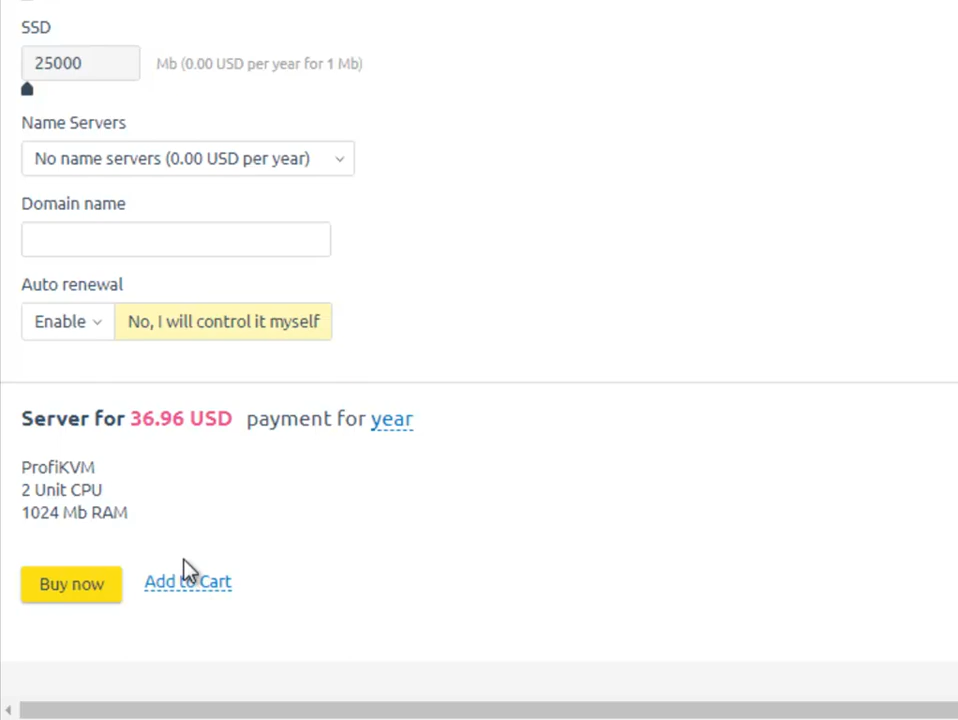 SSD
25000 Mb (0.00 USD per year for 1 Mb)
Name Servers
No name servers (0.00 USD per year)
Domain name
Auto renewal
Enable No, I will control it myself
Server for 36.96 USD payment for year
ProfiKVM
2 Unit CPU
1024 Mb RAM
Buy now Add to Cart